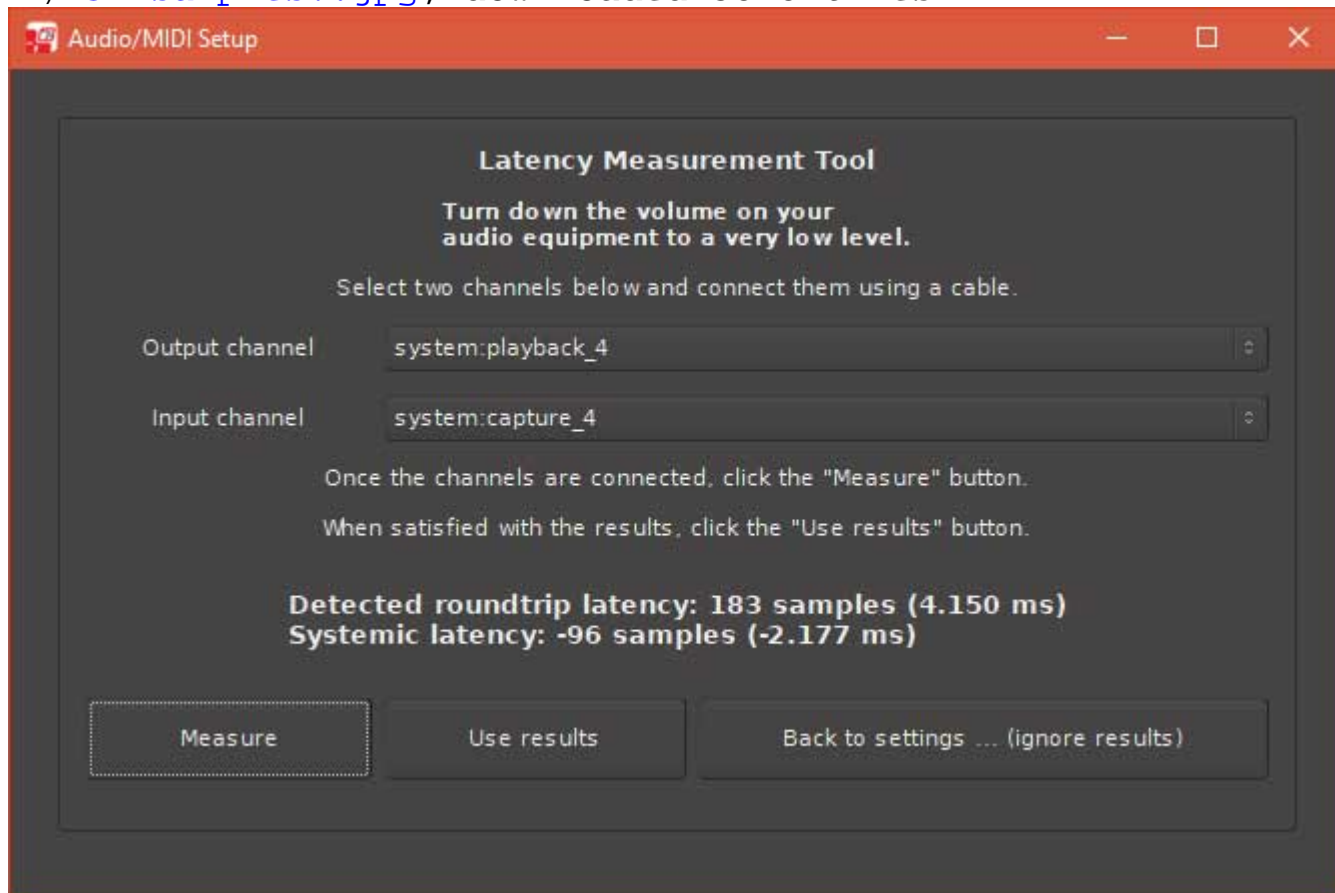 Audio/MIDI Setup
Latency Measurement Tool
Turn down the volume on your
audio equipment to a very low level.
Select two channels below and connect them using a cable.
Output channel system:playback_4
Input channel system:capture_4
Once the channels are connected, click the "Measure" button.
When satisfied with the results, click the "Use results" button.
Detected roundtrip latency: 183 samples (4.150 ms)
Systemic latency: -96 samples (-2.177 ms)
Measure Use results Back to settings ... (ignore results)